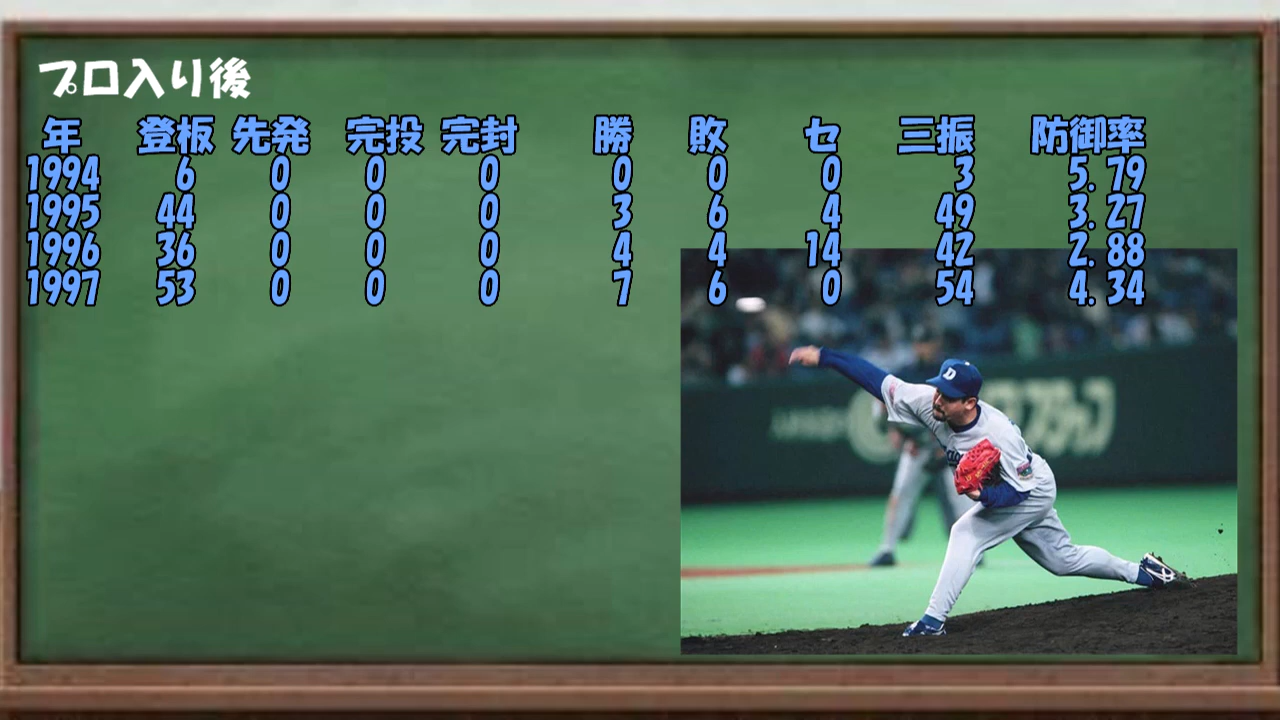 プロ入り後
年 登板 先発 完投 完封 勝 敗 セ 三振 防御率
1994 6 0 0 0 0 0 0 3 5.79
1995 44 0 0 0 3 6 4 49 3.27
1996 36 0 0 0 4 4 14 42 2.88
1997 53 0 0 0 7 6 0 54 4.34
D